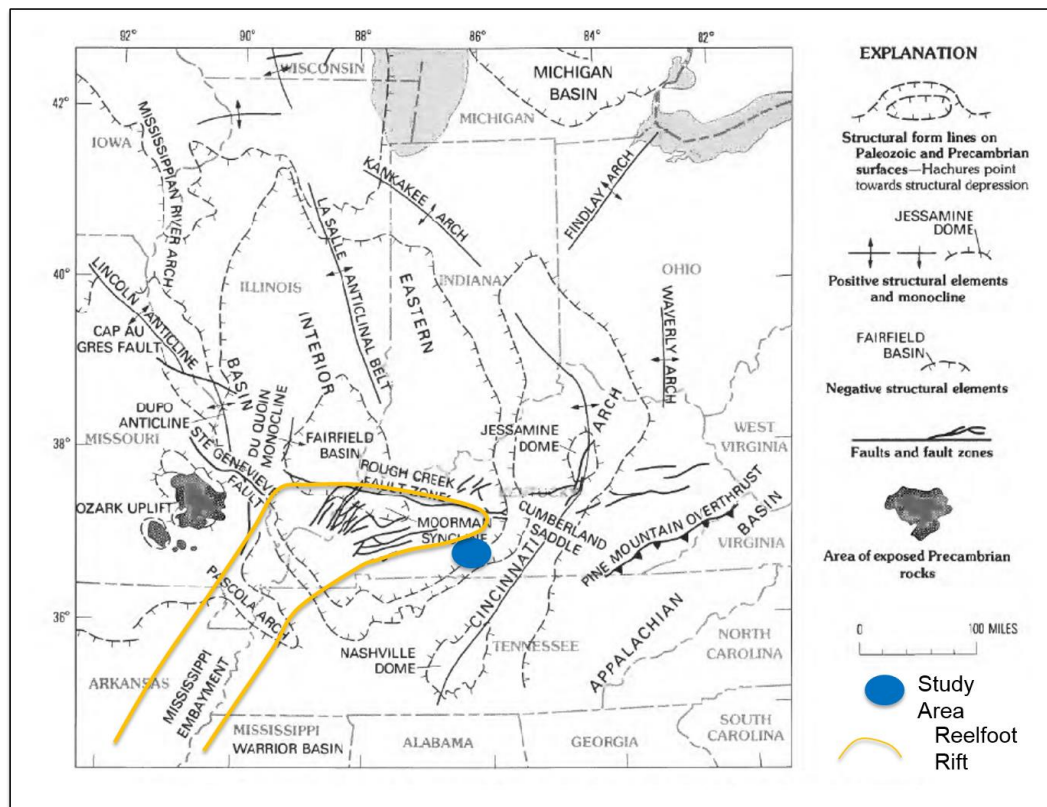 92°
90°
88°
86°
84°
82°
42°
40°
38°
36°
WISCONSIN
MICHIGAN
BASIN
MICHIGAN
IOWA
MISSISSIPPIAN RIVER ARCH
KANKAKEE ARCH
FINDLAY ARCH
LA SALLE ANTICLINAL BELT
LINCOLN ANTICLINE
ILLINOIS
INDIANA
OHIO
EASTERN
INTERIOR
BASIN
WAVERLY ARCH
CAP AU
GRES FAULT
DUPO
ANTICLINE
DU QUOIN
MONOCLINE
MISSOURI
STE. GENEVIEVE
FAULT
FAIRFIELD
BASIN
JESSAMINE
DOME
ARCH
WEST
VIRGINIA
ROUGH CREEK
FAULT ZONE
KENTUCKY
OZARK UPLIFT
MOORMAN
SYNCLINE
CUMBERLAND
SADDLE
CINCINNATI
PINE MOUNTAIN OVERTHRUST
BASIN
VIRGINIA
PASCOLA ARCH
NASHVILLE
DOME
TENNESSEE
APPALACHIAN
NORTH
CAROLINA
ARKANSAS
MISSISSIPPI
EMBAYMENT
MISSISSIPPI
WARRIOR BASIN
ALABAMA
GEORGIA
SOUTH
CAROLINA
EXPLANATION
Structural form lines on
Paleozoic and Precambrian
surfaces—Hachures point
towards structural depression
JESSAMINE
DOME
Positive structural elements
and monocline
FAIRFIELD
BASIN
Negative structural elements
Faults and fault zones
Area of exposed Precambrian
rocks
0 100 MILES
Study
Area
Reelfoot
Rift